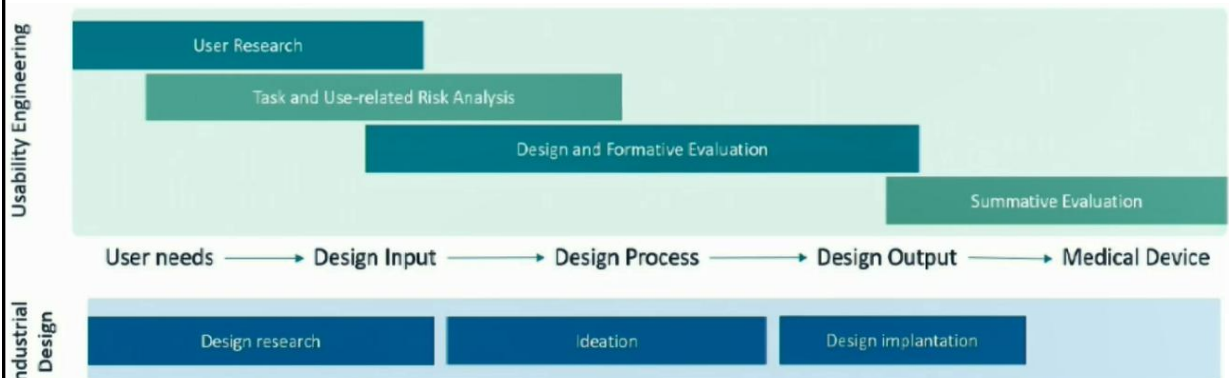 Usability Engineering
User Research
Task and Use-related Risk Analysis
Design and Formative Evaluation
Summative Evaluation
User needs Design Input Design Process Design Output Medical Device
Design
Design research Ideation Design implantation